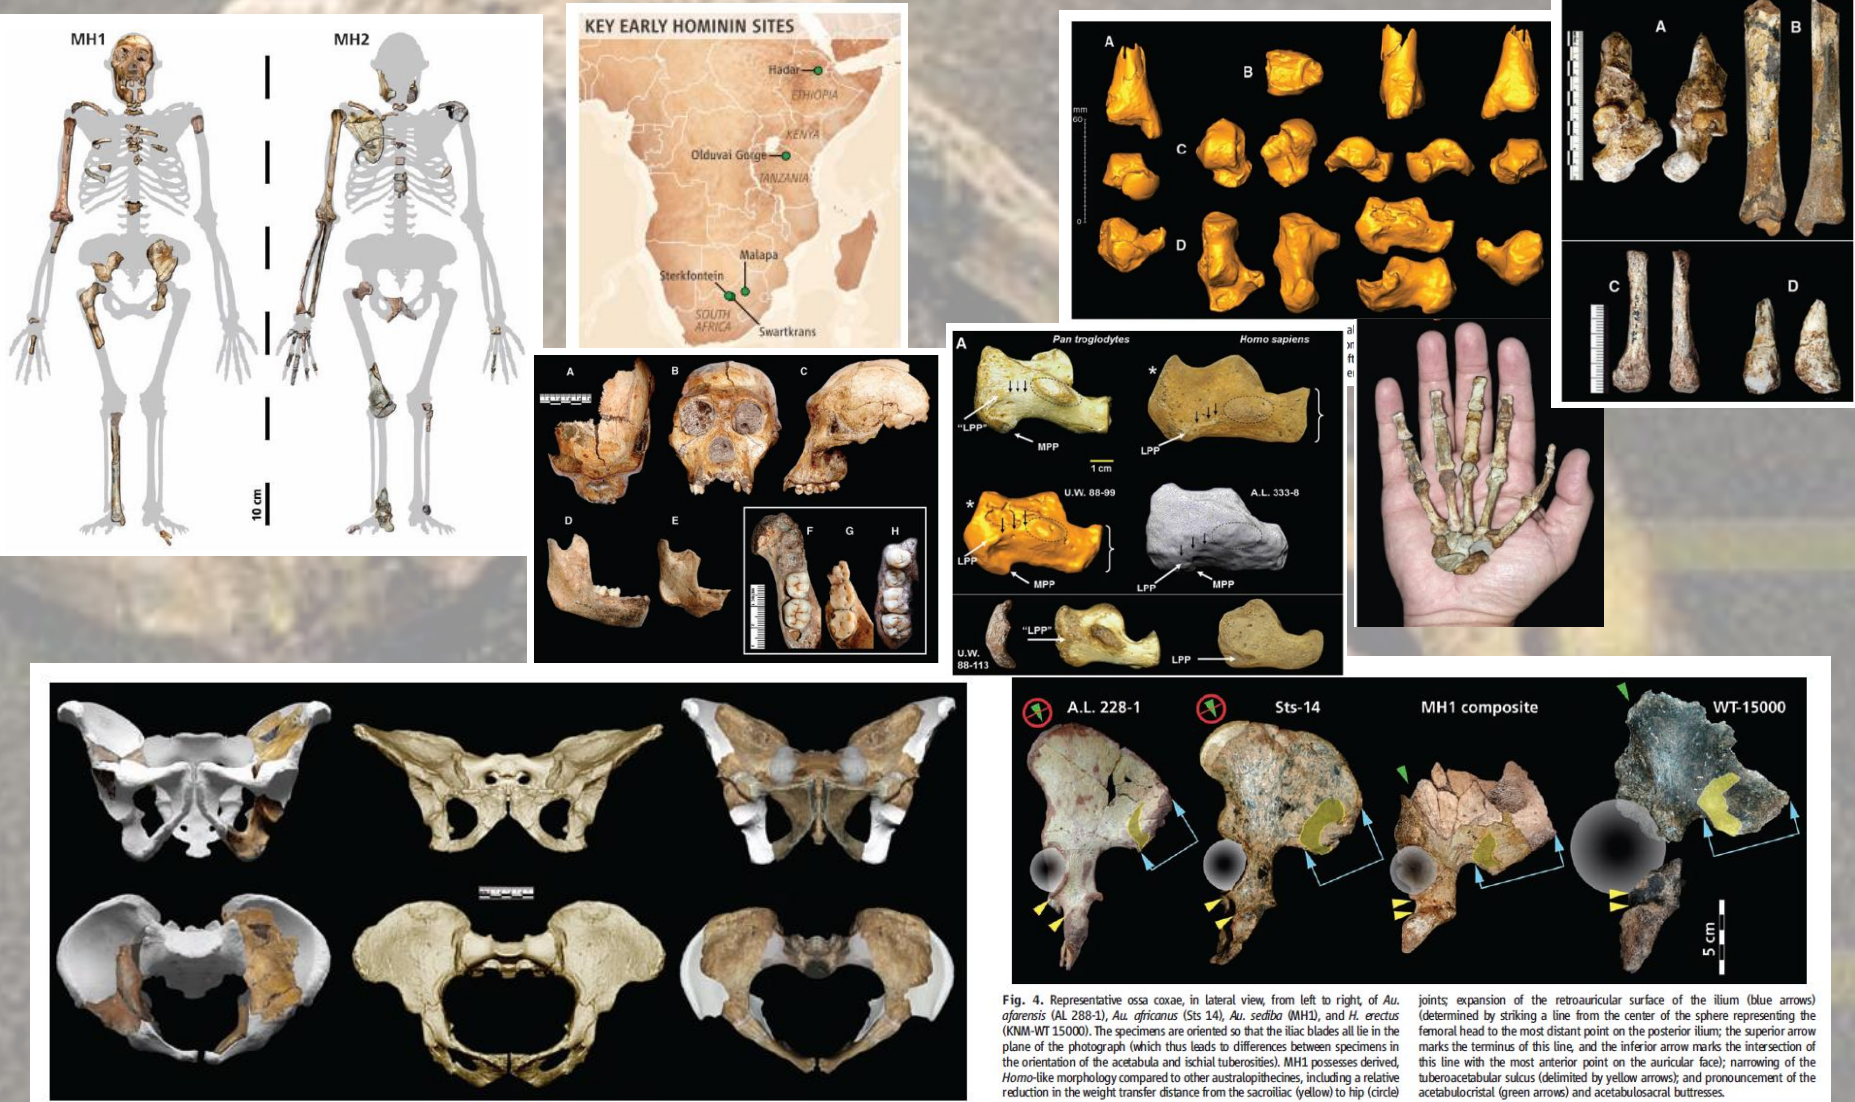 MH1
MH2
10 cm
KEY EARLY HOMININ SITES
Hadar
ETHIOPIA
KENYA
Olduvai Gorge
TANZANIA
Malapa
Sterkfontein
SOUTH
AFRICA
Swartkrans
A
B
C
D
E
F
G
H
A
B
mm
60
C
0
D
A
B
C
D
A
Pan troglodytes
Homo sapiens
*
"LPP"
MPP
LPP
1 cm
*
U.W. 88-99
A.L. 333-8
LPP
MPP
LPP
MPP
U.W.
88-113
"LPP"
LPP
A.L. 228-1
Sts-14
MH1 composite
WT-15000
5 cm
Fig. 4. Representative ossa coxae, in lateral view, from left to right, of Au.
afarensis (AL 288-1), Au. africanus (Sts 14), Au. sediba (MH1), and H. erectus
(KNM-WT 15000). The specimens are oriented so that the iliac blades all lie in the
plane of the photograph (which thus leads to differences between specimens in
the orientation of the acetabula and ischial tuberosities). MH1 possesses derived,
Homo-like morphology compared to other australopithecines, including a relative
reduction in the weight transfer distance from the sacroiliac (yellow) to hip (circle)
joints; expansion of the retroauricular surface of the ilium (blue arrows)
(determined by striking a line from the center of the sphere representing the
femoral head to the most distant point on the posterior ilium; the superior arrow
marks the terminus of this line, and the inferior arrow marks the intersection of
this line with the most anterior point on the auricular face); narrowing of the
tuberoacetabular sulcus (delimited by yellow arrows); and pronouncement of the
acetabulocristal (green arrows) and acetabulosacral buttresses.